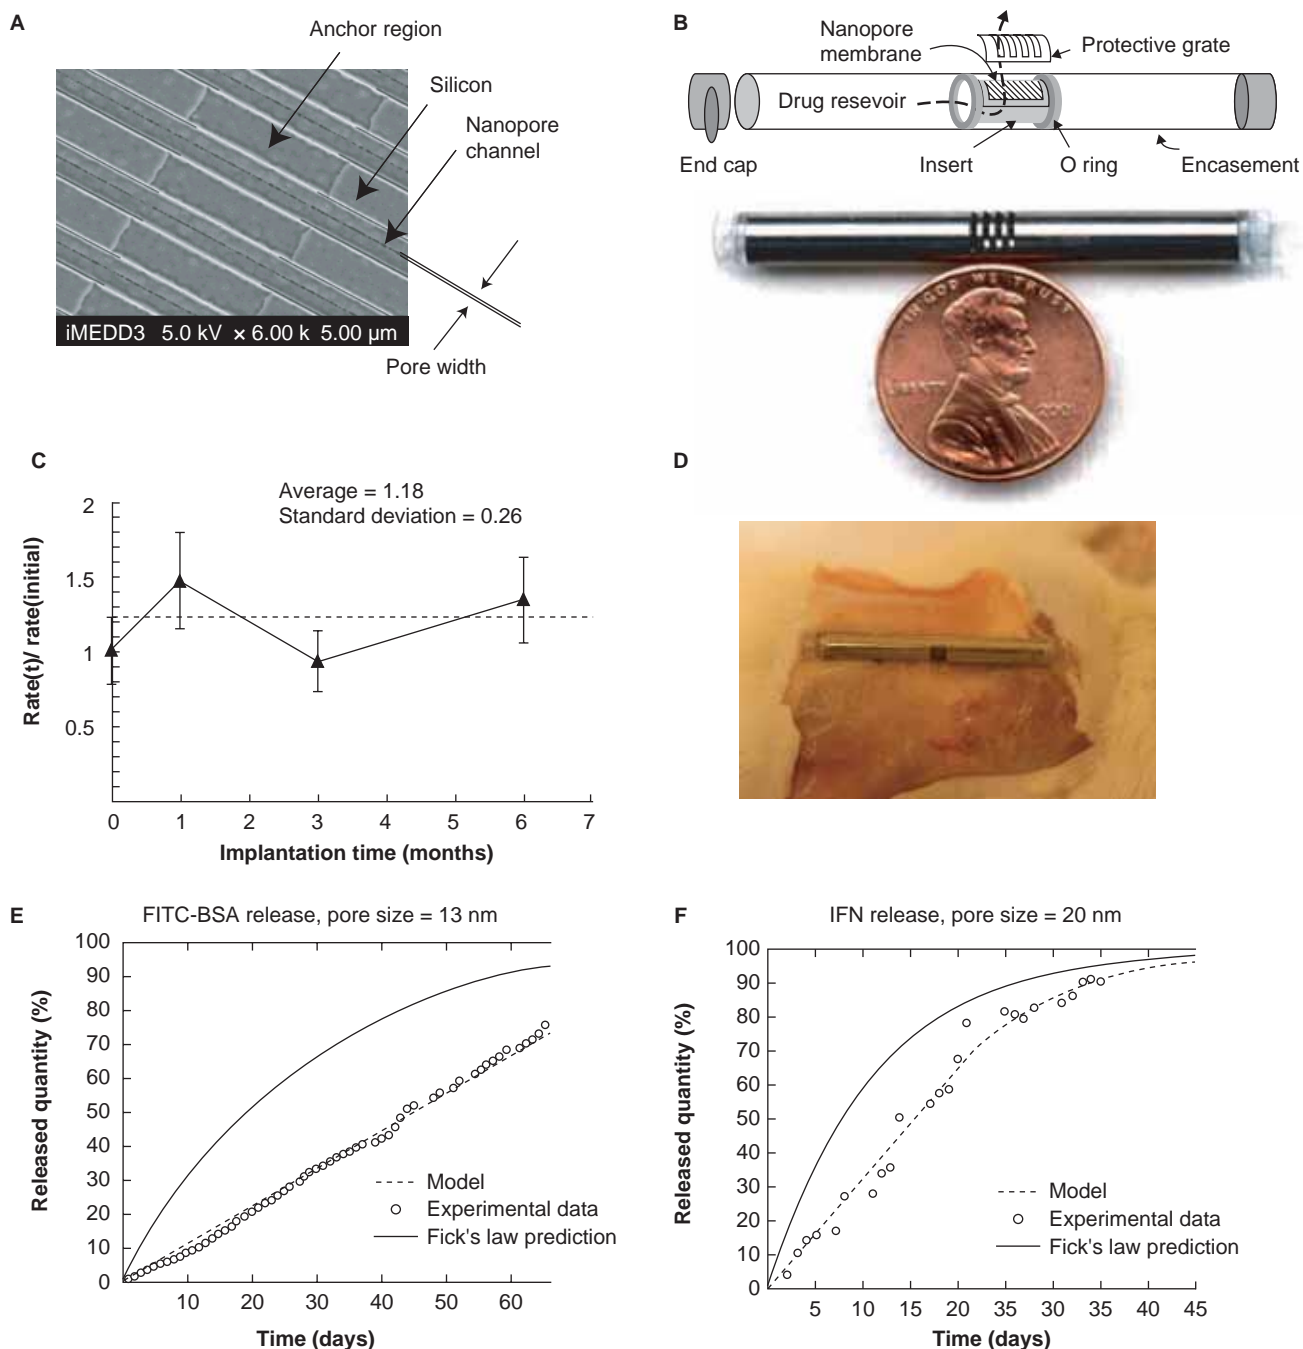 A
Anchor region
Silicon
Nanopore
channel
iMEDD3 5.0 kV × 6.00 k 5.00 µm
Pore width
B
Nanopore
membrane
Protective grate
Drug resevoir
End cap
Insert
O ring
Encasement
IN GOD WE TRUST
LIBERTY
C
Average = 1.18
Standard deviation = 0.26
Rate(t)/ rate(initial)
2
1.5
1
0.5
0 1 2 3 4 5 6 7
Implantation time (months)
D
E
FITC-BSA release, pore size = 13 nm
Released quantity (%)
100
90
80
70
60
50
40
30
20
10
0
Model
Experimental data
Fick's law prediction
10 20 30 40 50 60
Time (days)
F
IFN release, pore size = 20 nm
Released quantity (%)
100
90
80
70
60
50
40
30
20
10
0
Model
Experimental data
Fick's law prediction
5 10 15 20 25 30 35 40 45
Time (days)